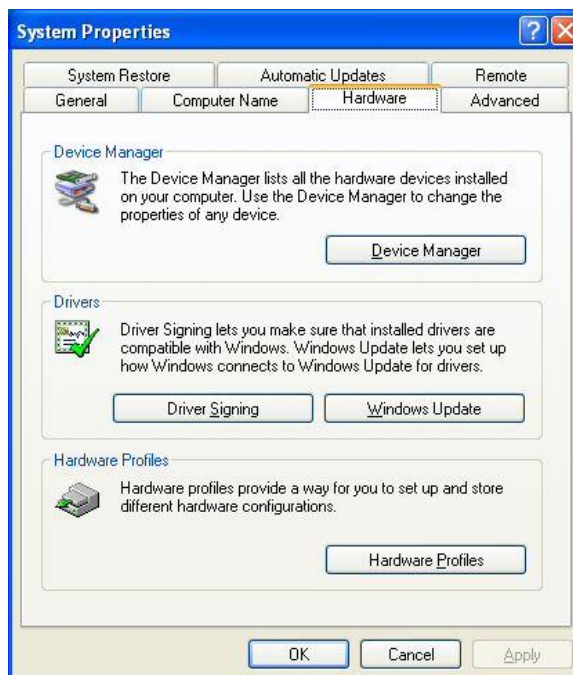 System Properties
System Restore
Automatic Updates
Remote
General
Computer Name
Hardware
Advanced
Device Manager
The Device Manager lists all the hardware devices installed
on your computer. Use the Device Manager to change the
properties of any device.
Device Manager
Drivers
Driver Signing lets you make sure that installed drivers are
compatible with Windows. Windows Update lets you set up
how Windows connects to Windows Update for drivers.
Driver Signing
Windows Update
Hardware Profiles
Hardware profiles provide a way for you to set up and store
different hardware configurations.
Hardware Profiles
OK
Cancel
Apply